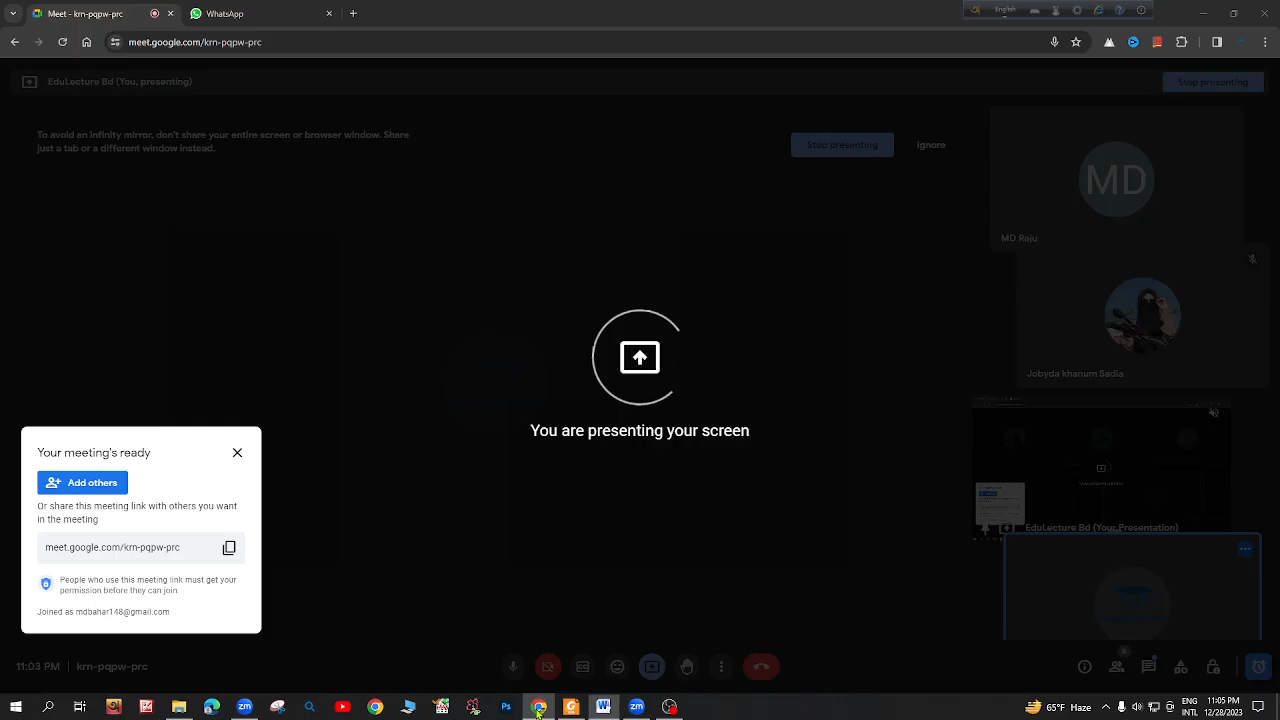 Meet - krn-pqpw-prc
WhatsApp
English
meet.google.com/krn-pqpw-prc
EduLecture Bd (You, presenting)
Stop presenting
To avoid an infinity mirror, don't share your entire screen or browser window. Share
just a tab or a different window instead.
Stop presenting
Ignore
MD
MD Raju
Jobyda khanum Sadia
You are presenting your screen
EduLecture Bd (Your Presentation)
Your meeting's ready
Add others
Or share this meeting link with others you want
in the meeting
meet.google.com/krn-pqpw-prc
People who use this meeting link must get your
permission before they can join.
Joined as mdbahar148@gmail.com
11:03 PM | krn-pqpw-prc
zm
Ps
W
zm
65°F Haze
ENG
INTL
11:05 PM
12/28/2023